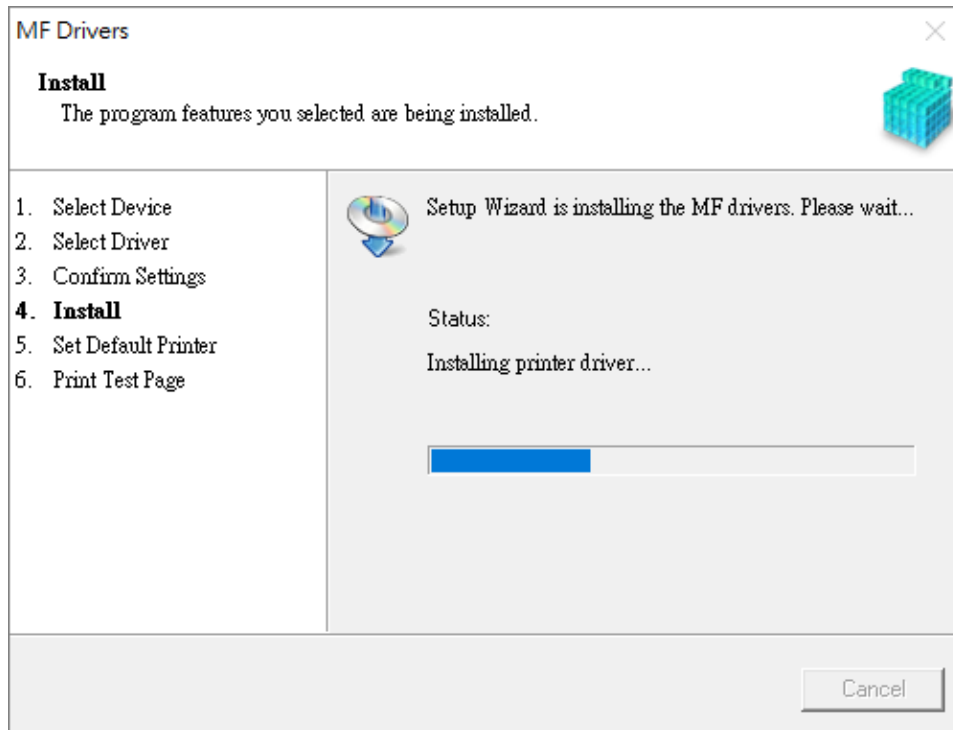 MF Drivers
Install
The program features you selected are being installed.
1. Select Device
2. Select Driver
3. Confirm Settings
4. Install
5. Set Default Printer
6. Print Test Page
Setup Wizard is installing the MF drivers. Please wait...
Status:
Installing printer driver...
Cancel